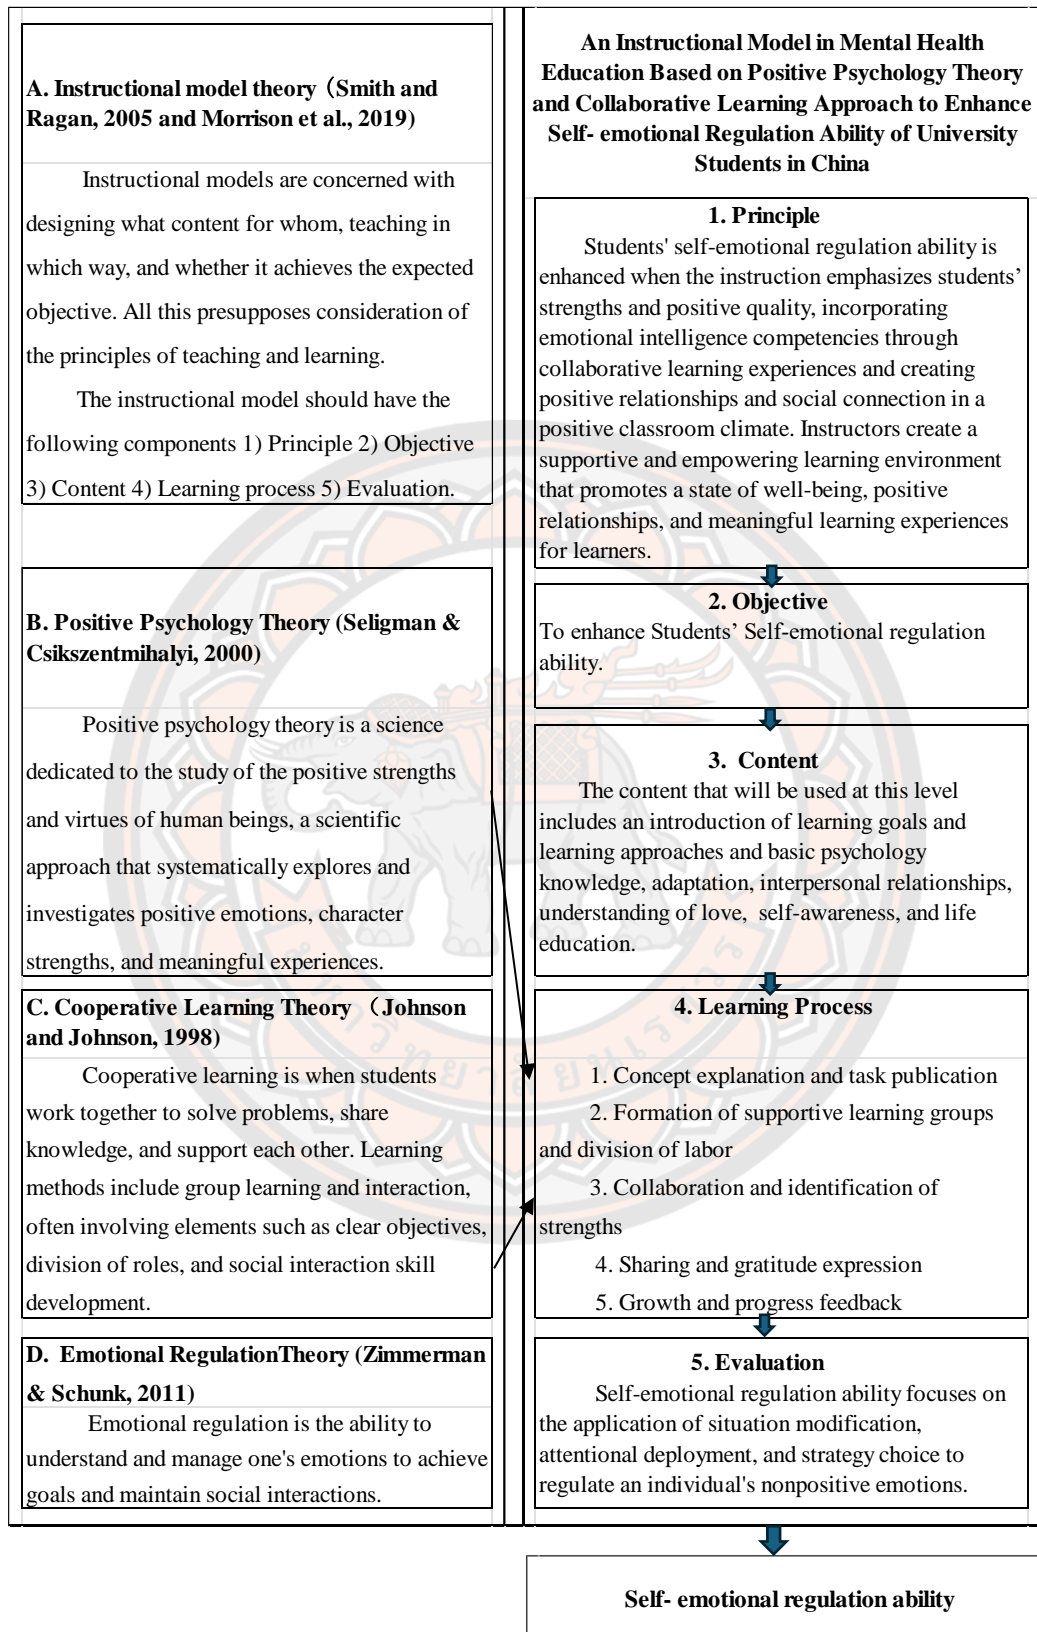 A. Instructional model theory（Smith and
Ragan, 2005 and Morrison et al., 2019)
Instructional models are concerned with
designing what content for whom, teaching in
which way, and whether it achieves the expected
objective. All this presupposes consideration of
the principles of teaching and learning.
The instructional model should have the
following components 1) Principle 2) Objective
3) Content 4) Learning process 5) Evaluation.
B. Positive Psychology Theory (Seligman &
Csikszentmihalyi, 2000)
Positive psychology theory is a science
dedicated to the study of the positive strengths
and virtues of human beings, a scientific
approach that systematically explores and
investigates positive emotions, character
strengths, and meaningful experiences.
C. Cooperative Learning Theory （Johnson
and Johnson, 1998)
Cooperative learning is when students
work together to solve problems, share
knowledge, and support each other. Learning
methods include group learning and interaction,
often involving elements such as clear objectives,
division of roles, and social interaction skill
development.
D. Emotional RegulationTheory (Zimmerman
& Schunk, 2011)
Emotional regulation is the ability to
understand and manage one's emotions to achieve
goals and maintain social interactions.
An Instructional Model in Mental Health
Education Based on Positive Psychology Theory
and Collaborative Learning Approach to Enhance
Self- emotional Regulation Ability of University
Students in China
1. Principle
Students' self-emotional regulation ability is
enhanced when the instruction emphasizes students’
strengths and positive quality, incorporating
emotional intelligence competencies through
collaborative learning experiences and creating
positive relationships and social connection in a
positive classroom climate. Instructors create a
supportive and empowering learning environment
that promotes a state of well-being, positive
relationships, and meaningful learning experiences
for learners.
2. Objective
To enhance Students’ Self-emotional regulation
ability.
3. Content
The content that will be used at this level
includes an introduction of learning goals and
learning approaches and basic psychology
knowledge, adaptation, interpersonal relationships,
understanding of love, self-awareness, and life
education.
4. Learning Process
1. Concept explanation and task publication
2. Formation of supportive learning groups
and division of labor
3. Collaboration and identification of
strengths
4. Sharing and gratitude expression
5. Growth and progress feedback
5. Evaluation
Self-emotional regulation ability focuses on
the application of situation modification,
attentional deployment, and strategy choice to
regulate an individual's nonpositive emotions.
Self- emotional regulation ability